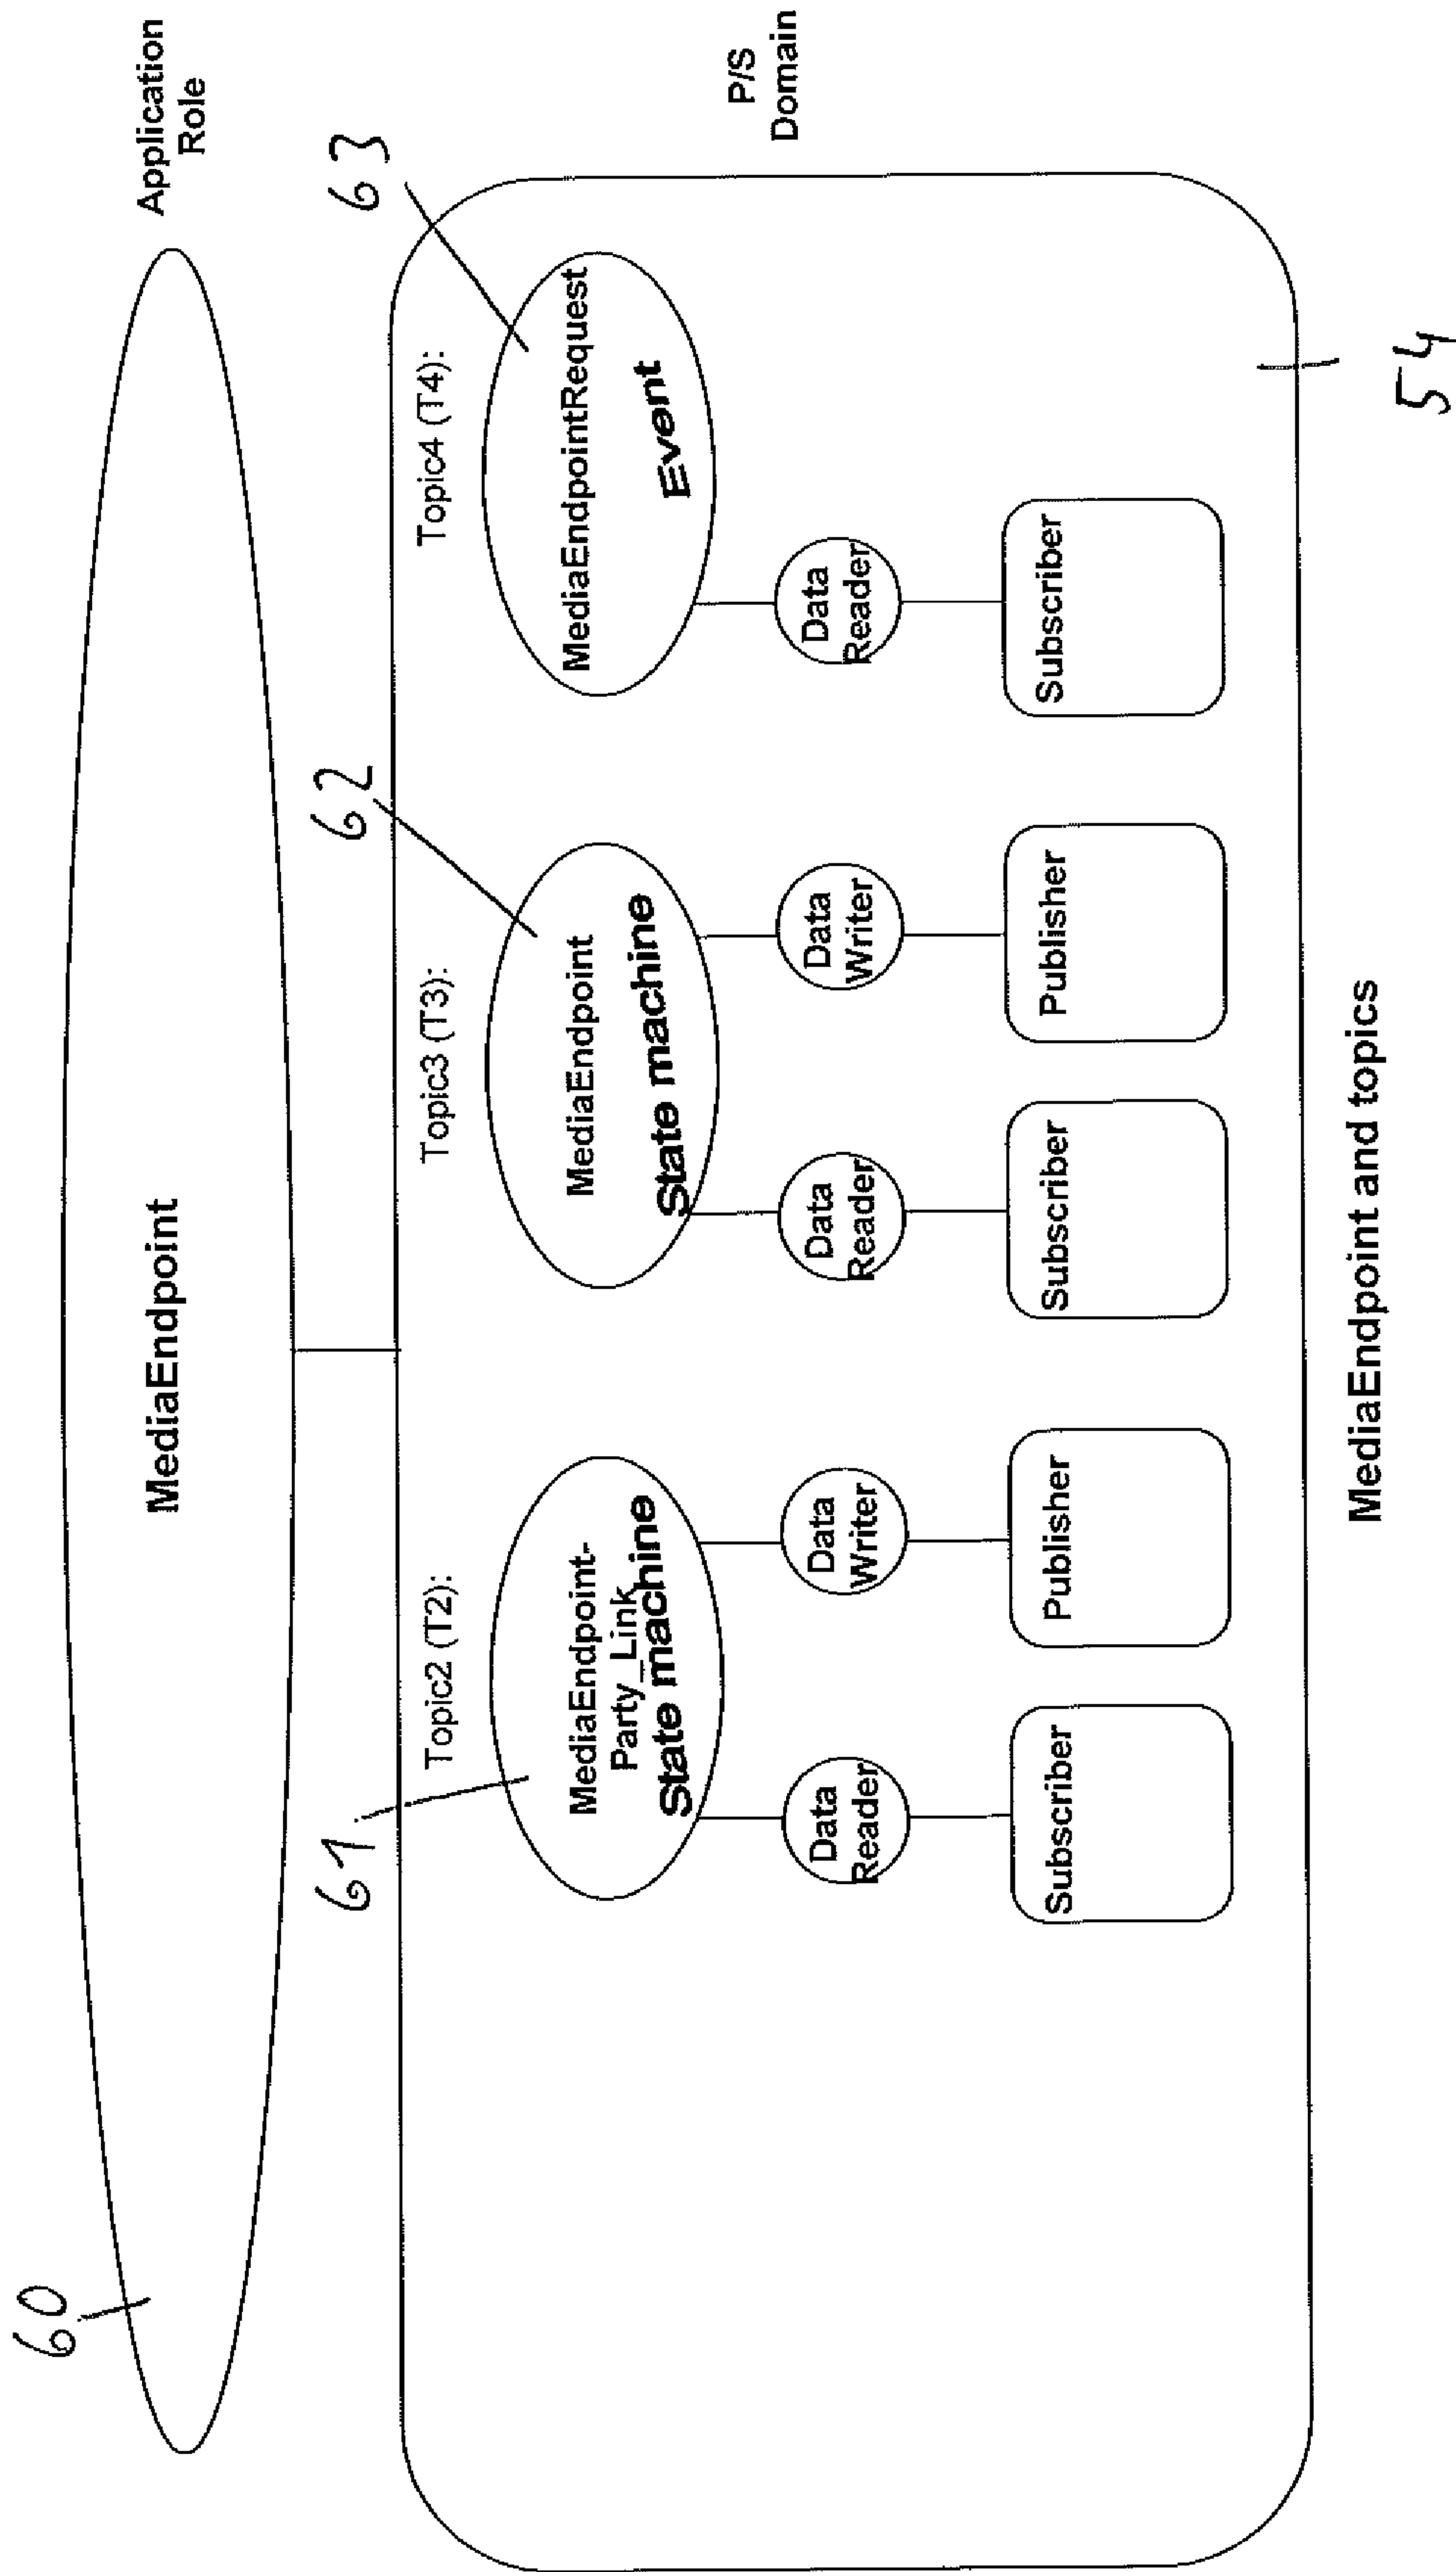 60
MediaEndpoint
Application
Role
61
62
63
Topic2 (T2):
Topic3 (T3):
Topic4 (T4):
MediaEndpoint-
Party_Link
State machine
MediaEndpoint
State machine
MediaEndpointRequest
Event
P/S
Domain
Data
Reader
Data
Writer
Data
Reader
Data
Writer
Data
Reader
Subscriber
Publisher
Subscriber
Publisher
Subscriber
MediaEndpoint and topics
54